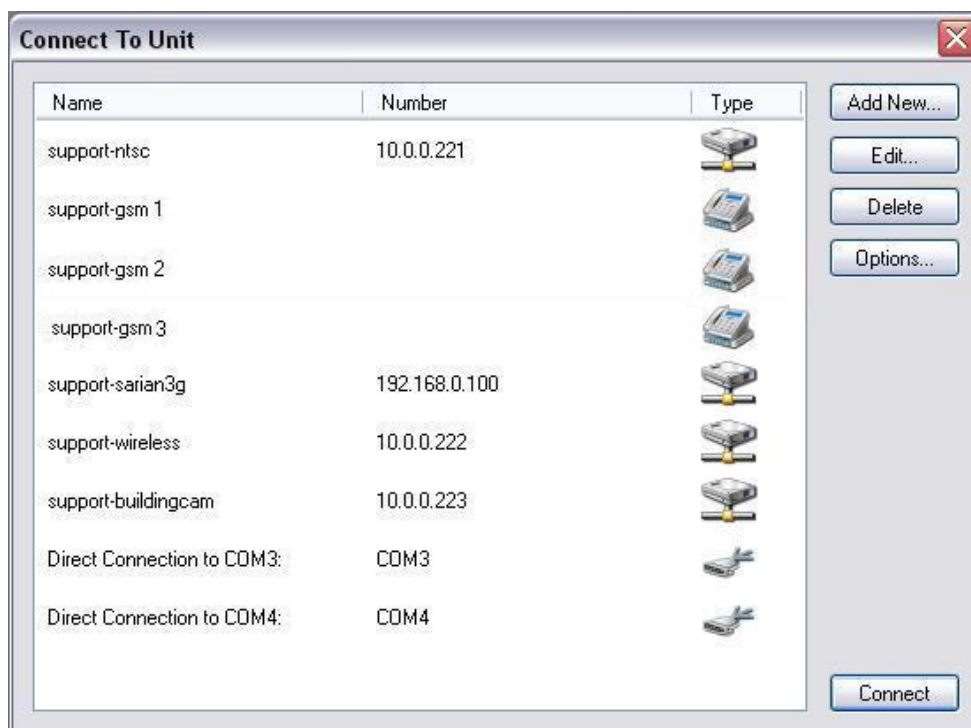 Connect To Unit
Name Number Type
support-ntsc 10.0.0.221
support-gsm 1
support-gsm 2
support-gsm 3
support-sarian3g 192.168.0.100
support-wireless 10.0.0.222
support-buildingcam 10.0.0.223
Direct Connection to COM3: COM3
Direct Connection to COM4: COM4
Add New...
Edit...
Delete
Options...
Connect